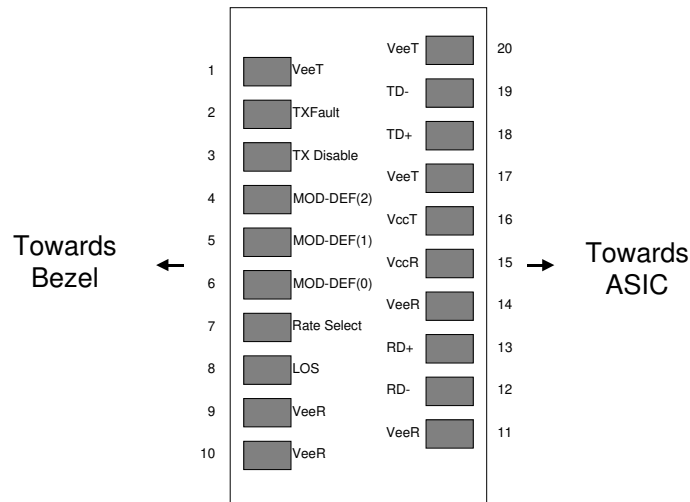 VeeT 20
1 VeeT
TD- 19
2 TXFault
TD+ 18
3 TX Disable
VeeT 17
4 MOD-DEF(2)
VccT 16
5 MOD-DEF(1)
Towards
Bezel
VccR 15
Towards
ASIC
6 MOD-DEF(0)
VeeR 14
7 Rate Select
RD+ 13
8 LOS
RD- 12
9 VeeR
VeeR 11
10 VeeR